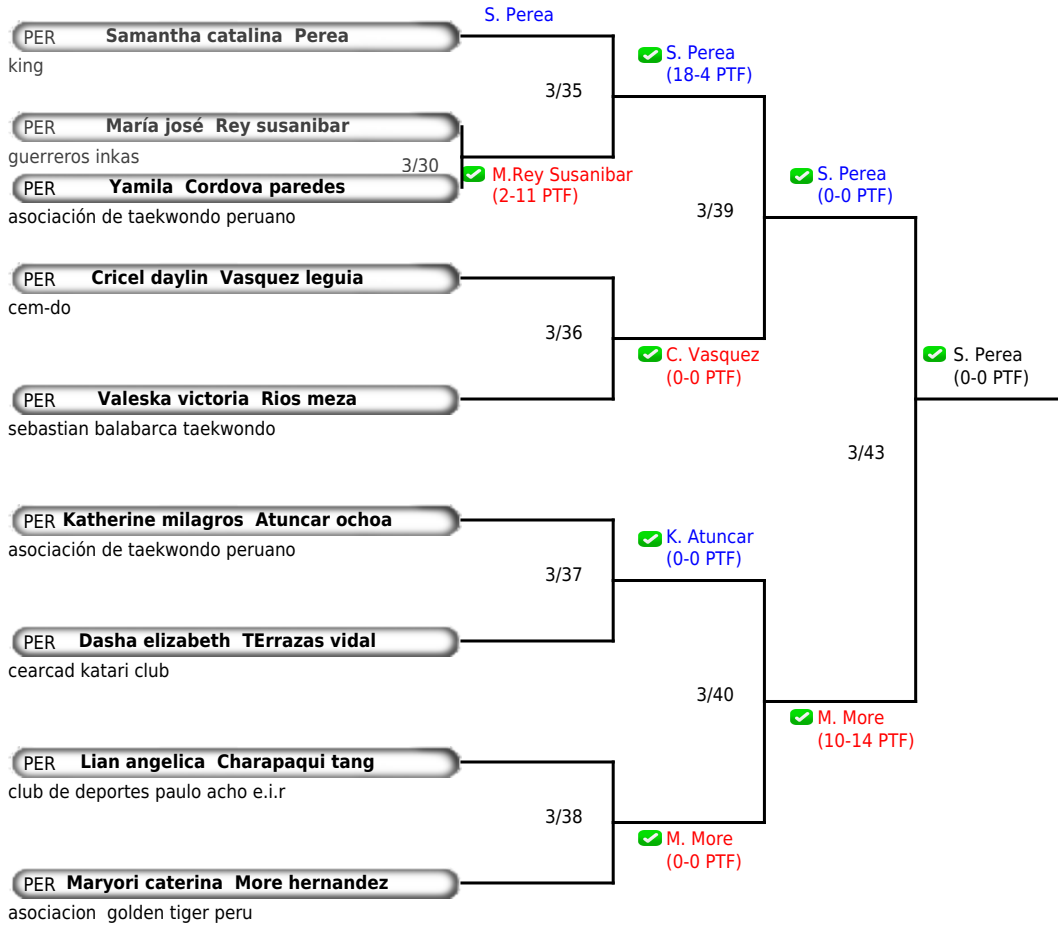 S. Perea
PER Samantha catalina Perea
king
S. Perea
(18-4 PTF)
3/35
PER María josé Rey susanibar
guerreros inkas
3/30
M.Rey Susanibar
(2-11 PTF)
PER Yamila Cordova paredes
asociación de taekwondo peruano
S. Perea
(0-0 PTF)
3/39
PER Cricel daylin Vasquez leguia
cem-do
3/36
C. Vasquez
(0-0 PTF)
S. Perea
(0-0 PTF)
PER Valeska victoria Rios meza
sebastian balabarca taekwondo
3/43
PER Katherine milagros Atuncar ochoa
asociación de taekwondo peruano
K. Atuncar
(0-0 PTF)
3/37
PER Dasha elizabeth TErrazas vidal
cearcad katari club
3/40
M. More
(10-14 PTF)
PER Lian angelica Charapaqui tang
club de deportes paulo acho e.i.r
3/38
M. More
(0-0 PTF)
PER Maryori caterina More hernandez
asociacion golden tiger peru